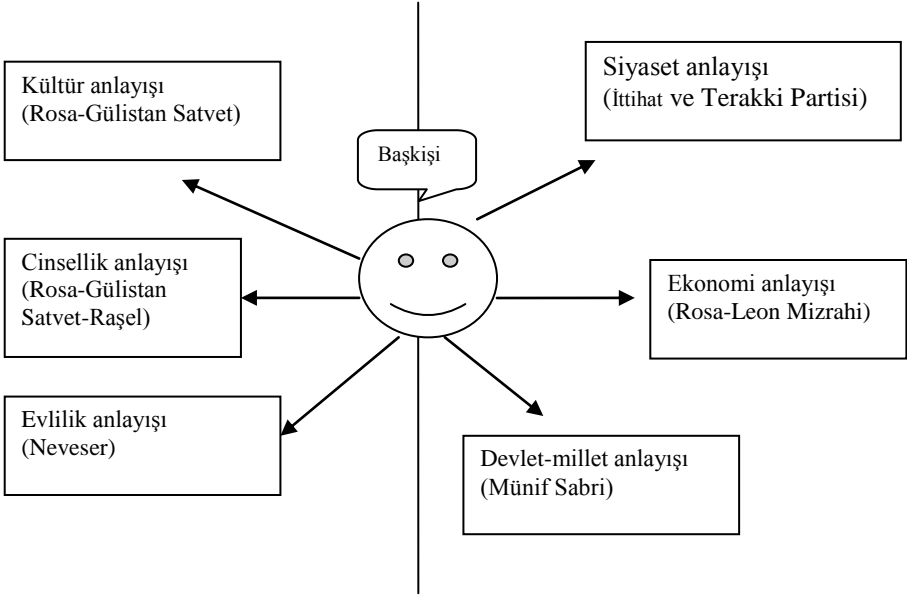 Siyaset anlayışı
(İttihat ve Terakki Partisi)
Kültür anlayışı
(Rosa-Gülistan Satvet)
Başkişi
Cinsellik anlayışı
(Rosa-Gülistan
Satvet-Raşel)
Ekonomi anlayışı
(Rosa-Leon Mizrahi)
Evlilik anlayışı
(Neveser)
Devlet-millet anlayışı
(Münif Sabri)